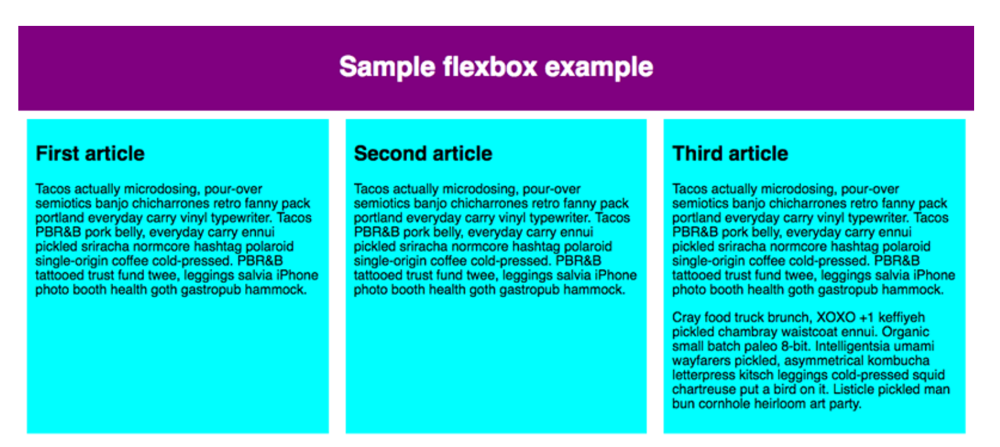 Sample flexbox example
First article
Tacos actually microdosing, pour-over
semiotics banjo chicharrones retro fanny pack
portland everyday carry vinyl typewriter. Tacos
PBR&B pork belly, everyday carry ennui
pickled sriracha normcore hashtag polaroid
single-origin coffee cold-pressed. PBR&B
tattooed trust fund twee, leggings salvia iPhone
photo booth health goth gastropub hammock.
Second article
Tacos actually microdosing, pour-over
semiotics banjo chicharrones retro fanny pack
portland everyday carry vinyl typewriter. Tacos
PBR&B pork belly, everyday carry ennui
pickled sriracha normcore hashtag polaroid
single-origin coffee cold-pressed. PBR&B
tattooed trust fund twee, leggings salvia iPhone
photo booth health goth gastropub hammock.
Third article
Tacos actually microdosing, pour-over
semiotics banjo chicharrones retro fanny pack
portland everyday carry vinyl typewriter. Tacos
PBR&B pork belly, everyday carry ennui
pickled sriracha normcore hashtag polaroid
single-origin coffee cold-pressed. PBR&B
tattooed trust fund twee, leggings salvia iPhone
photo booth health goth gastropub hammock.
Cray food truck brunch, XOXO +1 keffiyeh
pickled chambray waistcoat ennui. Organic
small batch paleo 8-bit. Intelligentsia umami
wayfarers pickled, asymmetrical kombucha
letterpress kitsch leggings cold-pressed squid
chartreuse put a bird on it. Listicle pickled man
bun cornhole heirloom art party.